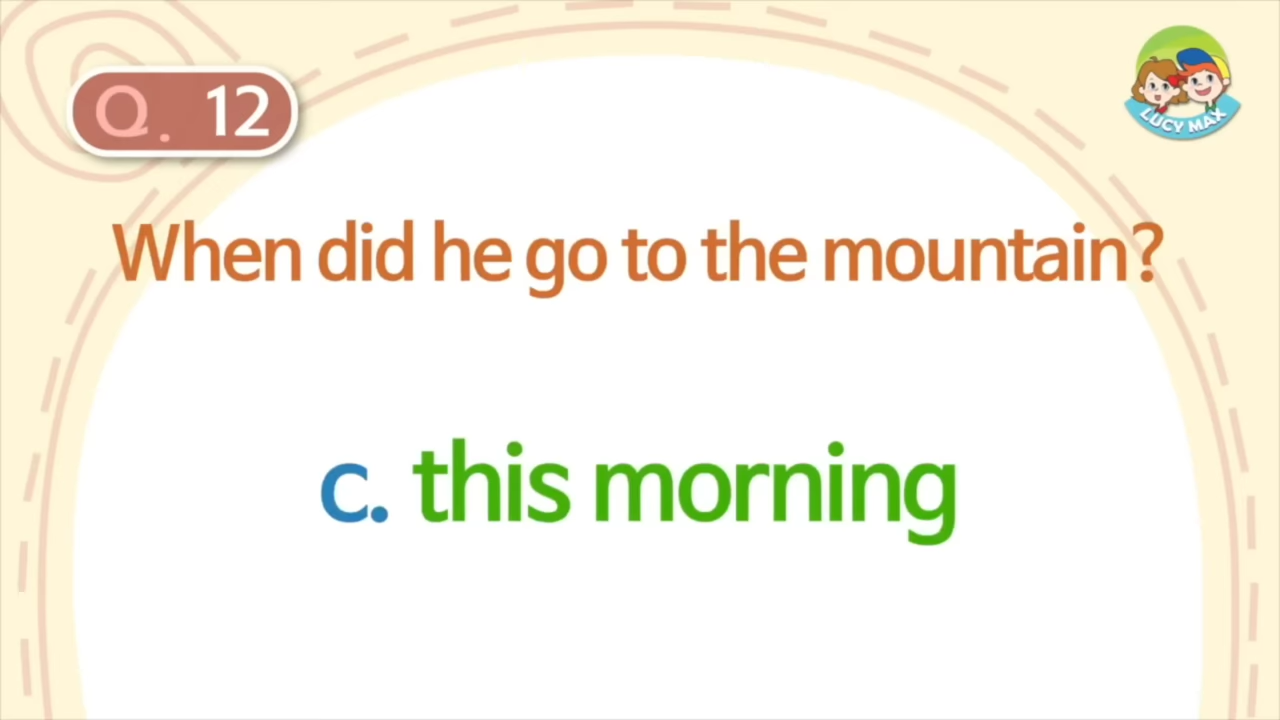 Q. 12
LUCY MAX
When did he go to the mountain?
c. this morning